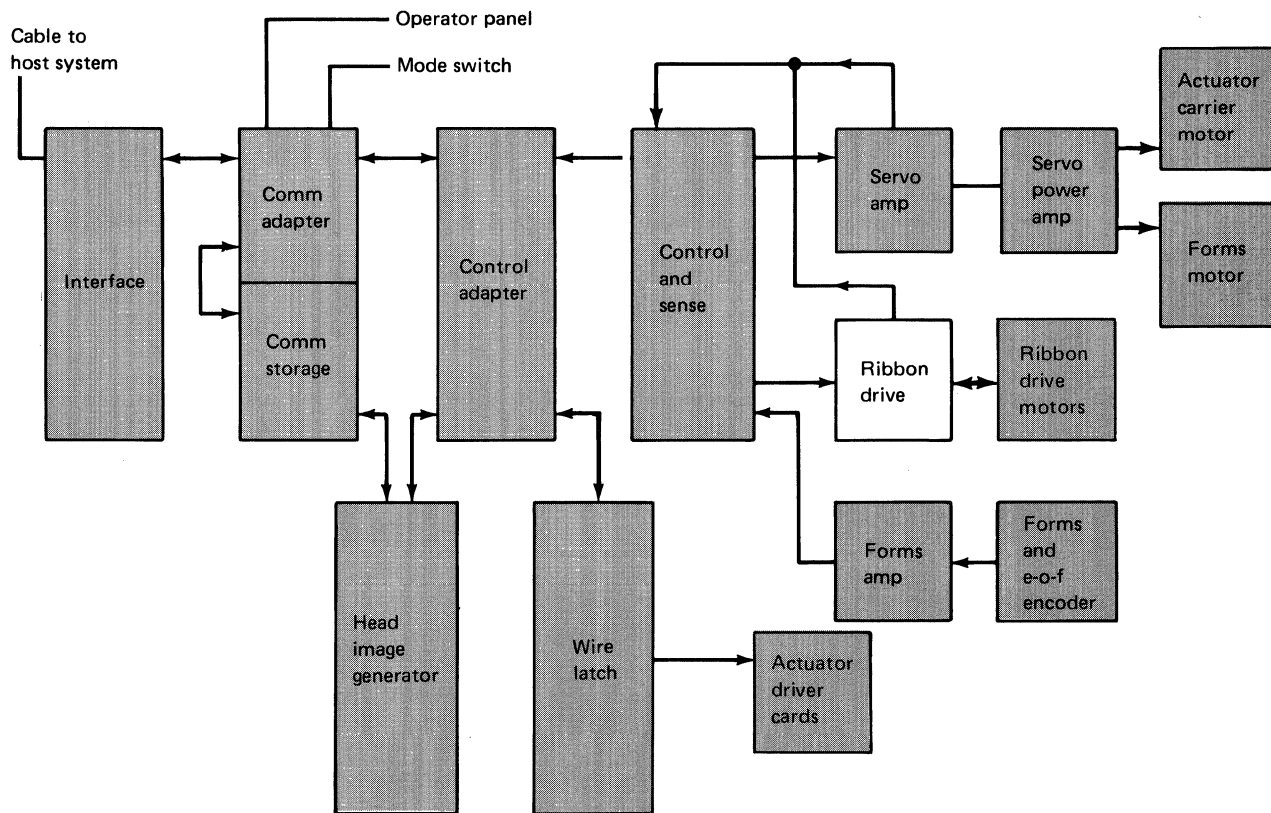 Operator panel
Cable to
host system
Mode switch
Actuator
carrier
motor
Comm
adapter
Servo
amp
Servo
power
amp
Interface
Control
adapter
Control
and
sense
Forms
motor
Comm
storage
Ribbon
drive
Ribbon
drive
motors
Forms
amp
Forms
and
e-o-f
encoder
Head
image
generator
Wire
latch
Actuator
driver
cards